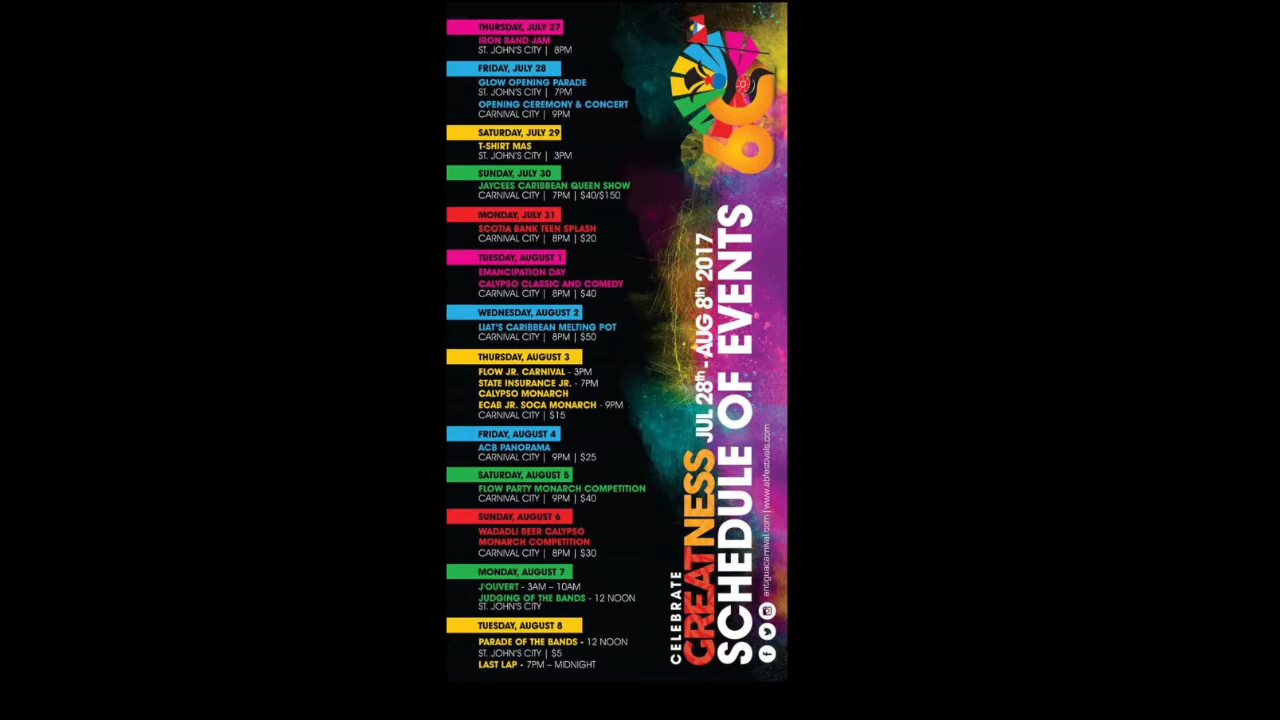 THURSDAY, JULY 27
IRON BAND JAM
ST. JOHN'S CITY | 8PM
FRIDAY, JULY 28
GLOW OPENING PARADE
ST. JOHN'S CITY | 7PM
OPENING CEREMONY & CONCERT
CARNIVAL CITY | 9PM
SATURDAY, JULY 29
T-SHIRT MAS
ST. JOHN'S CITY | 3PM
SUNDAY, JULY 30
JAYCEES CARIBBEAN QUEEN SHOW
CARNIVAL CITY | 7PM | $40/$150
MONDAY, JULY 31
SCOTIA BANK TEEN SPLASH
CARNIVAL CITY | 8PM | $20
TUESDAY, AUGUST 1
EMANCIPATION DAY
CALYPSO CLASSIC AND COMEDY
CARNIVAL CITY | 8PM | $40
WEDNESDAY, AUGUST 2
LIAT'S CARIBBEAN MELTING POT
CARNIVAL CITY | 8PM | $50
THURSDAY, AUGUST 3
FLOW JR. CARNIVAL - 3PM
STATE INSURANCE JR. - 7PM
CALYPSO MONARCH
ECAB JR. SOCA MONARCH - 9PM
CARNIVAL CITY | $15
FRIDAY, AUGUST 4
ACB PANORAMA
CARNIVAL CITY | 9PM | $25
SATURDAY, AUGUST 5
FLOW PARTY MONARCH COMPETITION
CARNIVAL CITY | 9PM | $40
SUNDAY, AUGUST 6
WADADLI BEER CALYPSO
MONARCH COMPETITION
CARNIVAL CITY | 8PM | $30
MONDAY, AUGUST 7
J'OUVERT - 3AM – 10AM
JUDGING OF THE BANDS - 12 NOON
ST. JOHN'S CITY
TUESDAY, AUGUST 8
PARADE OF THE BANDS - 12 NOON
ST. JOHN'S CITY | $5
LAST LAP - 7PM – MIDNIGHT
60
CELEBRATE
GREATNESS JUL 28th - AUG 8th 2017
SCHEDULE OF EVENTS
antiguacarnival.com | www.abfestivals.com